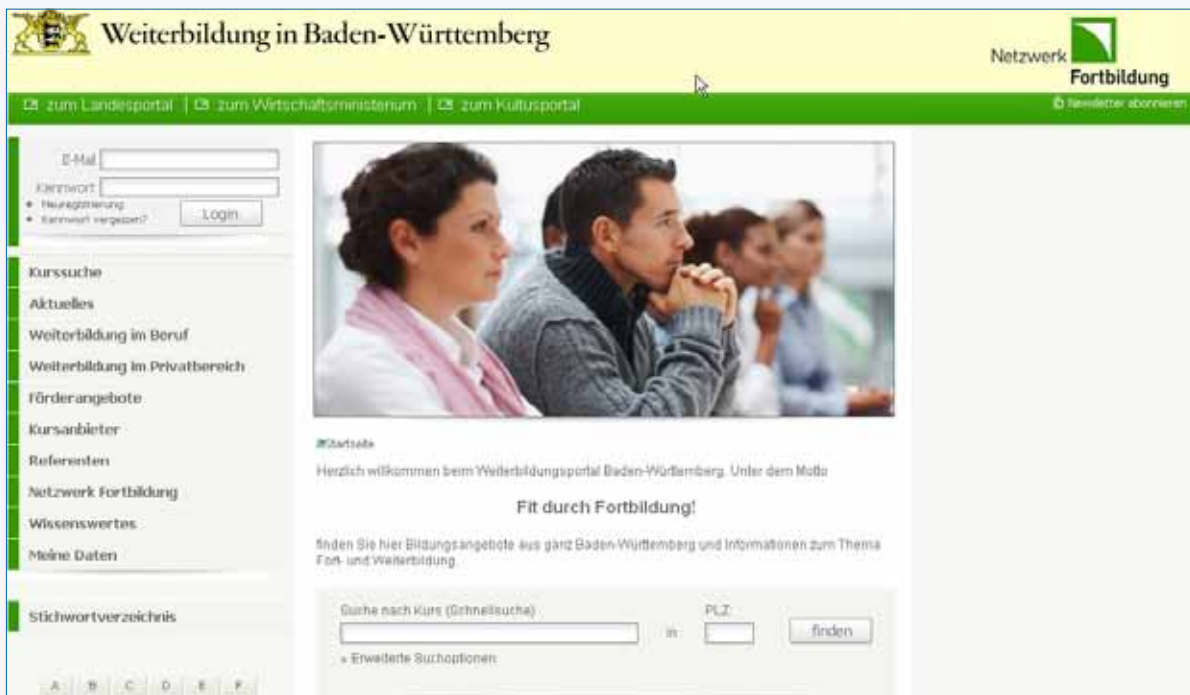 Weiterbildung in Baden-Württemberg
Netzwerk
Fortbildung
zum Landesportal | zum Wirtschaftsministerium | zum Kultusportal
Newsletter abonnieren
E-Mail
Kennwort
Neuregistrierung
Kennwort vergessen?
Login
Kurssuche
Aktuelles
Weiterbildung im Beruf
Weiterbildung im Privatbereich
Förderangebote
Kursanbieter
Referenten
Netzwerk Fortbildung
Wissenswertes
Meine Daten
Stichwortverzeichnis
A B C D E F
Startseite
Herzlich willkommen beim Weiterbildungsportal Baden-Württemberg. Unter dem Motto
Fit durch Fortbildung!
finden Sie hier Bildungsangebote aus ganz Baden-Württemberg und Informationen zum Thema
Fort- und Weiterbildung.
Suche nach Kurs (Schnellsuche)
in
PLZ:
finden
» Erweiterte Suchoptionen